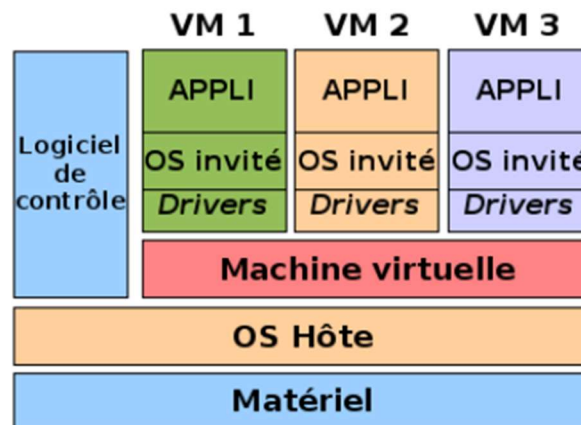 VM 1 VM 2 VM 3
APPLI APPLI APPLI
Logiciel
de
contrôle
OS invité OS invité OS invité
Drivers Drivers Drivers
Machine virtuelle
OS Hôte
Matériel